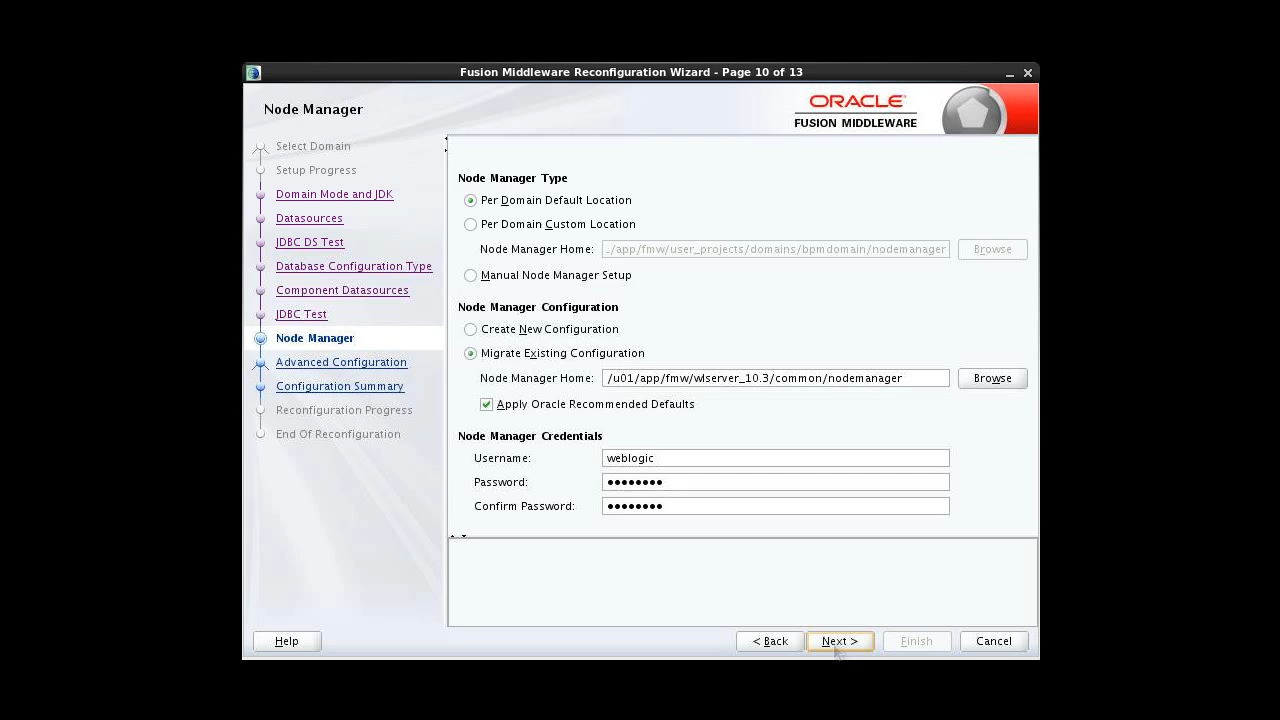 Fusion Middleware Reconfiguration Wizard - Page 10 of 13
Node Manager
ORACLE
FUSION MIDDLEWARE
Select Domain
Setup Progress
Domain Mode and JDK
Datasources
JDBC DS Test
Database Configuration Type
Component Datasources
JDBC Test
Node Manager
Advanced Configuration
Configuration Summary
Reconfiguration Progress
End Of Reconfiguration
Node Manager Type
Per Domain Default Location
Per Domain Custom Location
Node Manager Home: ./app/fmw/user_projects/domains/bpmdomain/nodemanager Browse
Manual Node Manager Setup
Node Manager Configuration
Create New Configuration
Migrate Existing Configuration
Node Manager Home: /u01/app/fmw/wlserver_10.3/common/nodemanager Browse
Apply Oracle Recommended Defaults
Node Manager Credentials
Username: weblogic
Password: ●●●●●●●●
Confirm Password: ●●●●●●●●
Help < Back Next > Finish Cancel